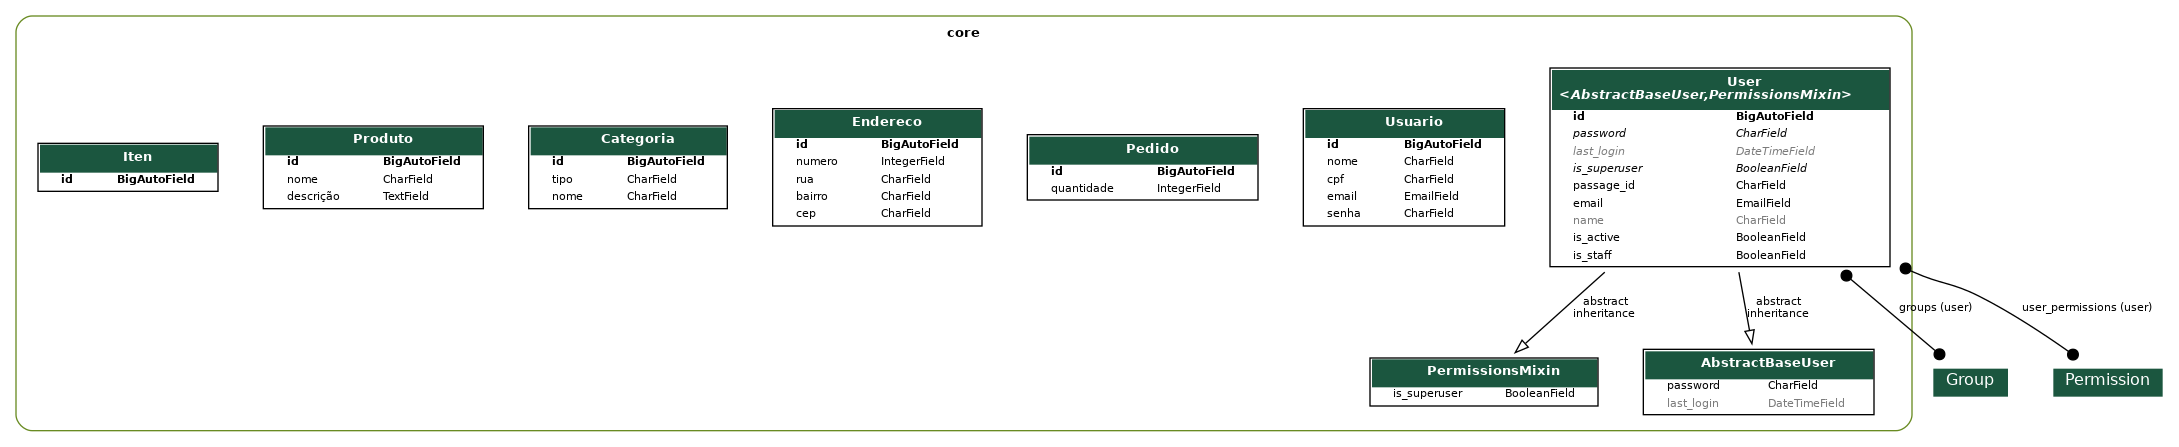 core
Iten
id BigAutoField
Produto
id BigAutoField
nome CharField
descrição TextField
Categoria
id BigAutoField
tipo CharField
nome CharField
Endereco
id BigAutoField
numero IntegerField
rua CharField
bairro CharField
cep CharField
Pedido
id BigAutoField
quantidade IntegerField
Usuario
id BigAutoField
nome CharField
cpf CharField
email EmailField
senha CharField
User
<AbstractBaseUser,PermissionsMixin>
id BigAutoField
password CharField
last_login DateTimeField
is_superuser BooleanField
passage_id CharField
email EmailField
name CharField
is_active BooleanField
is_staff BooleanField
abstract
inheritance
abstract
inheritance
groups (user)
user_permissions (user)
PermissionsMixin
is_superuser BooleanField
AbstractBaseUser
password CharField
last_login DateTimeField
Group
Permission